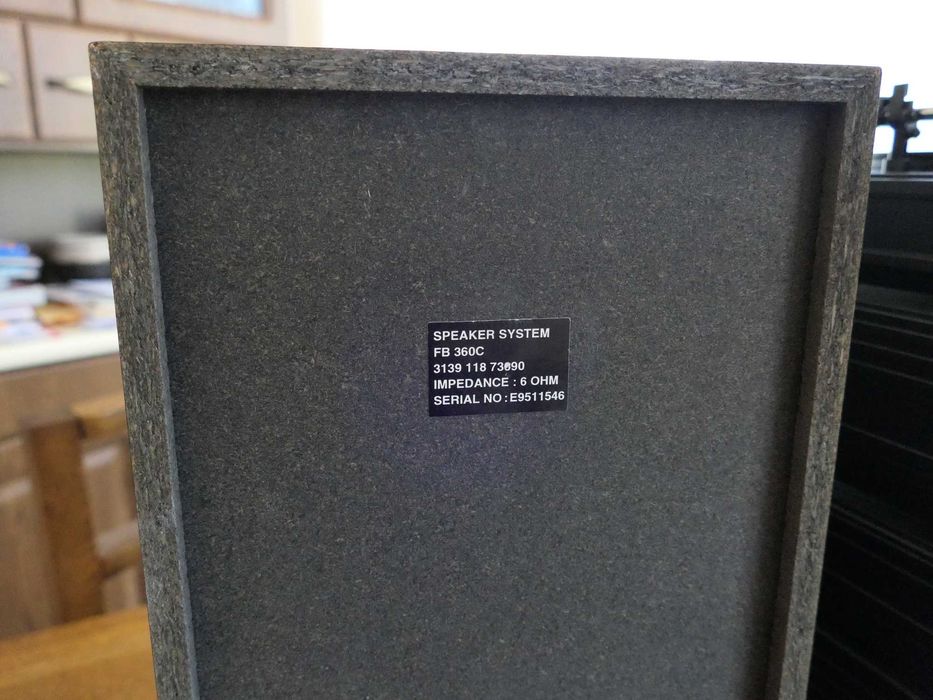 SPEAKER SYSTEM
FB 360C
3139 118 73690
IMPEDANCE : 6 OHM
SERIAL NO : E9511546